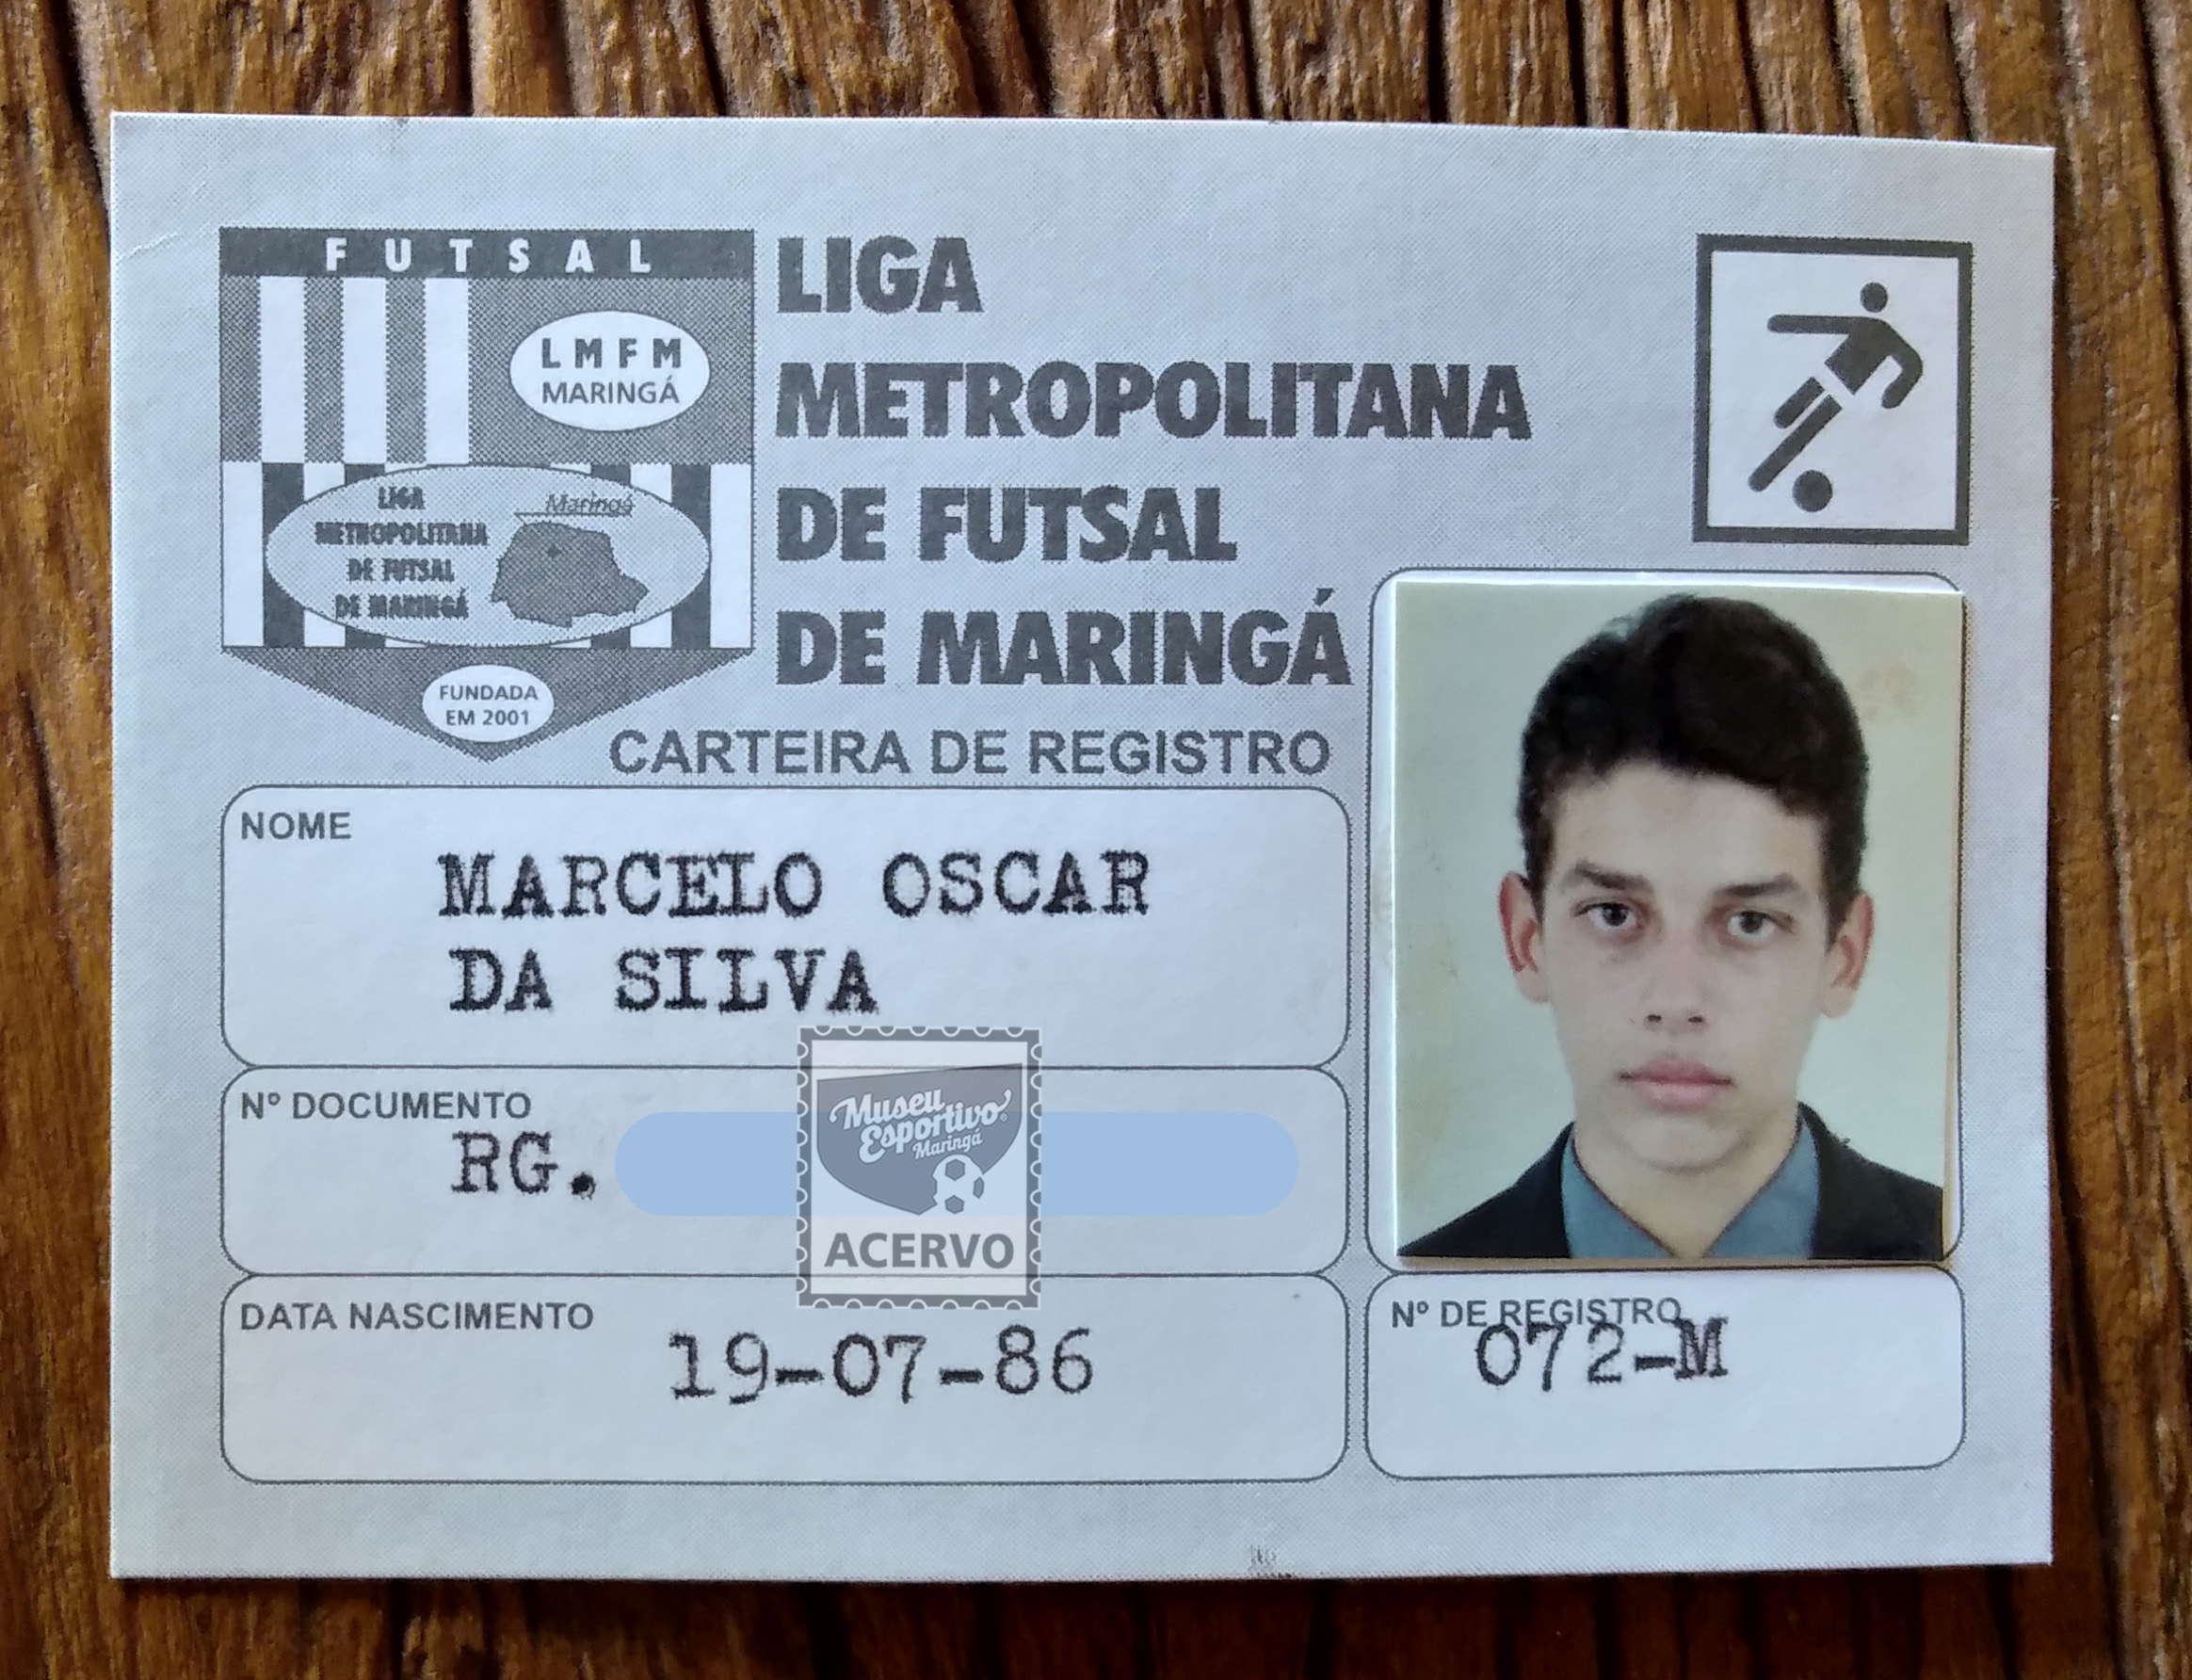 FUTSAL
LMFM
MARINGÁ
LIGA
METROPOLITANA
DE FUTSAL
DE MARINGÁ
Maringá
FUNDADA
EM 2001
LIGA
METROPOLITANA
DE FUTSAL
DE MARINGÁ
CARTEIRA DE REGISTRO
NOME
MARCELO OSCAR
DA SILVA
Nº DOCUMENTO
RG.
Museu
Esportivo
Maringá
ACERVO
DATA NASCIMENTO
19-07-86
Nº DE REGISTRO
072-M